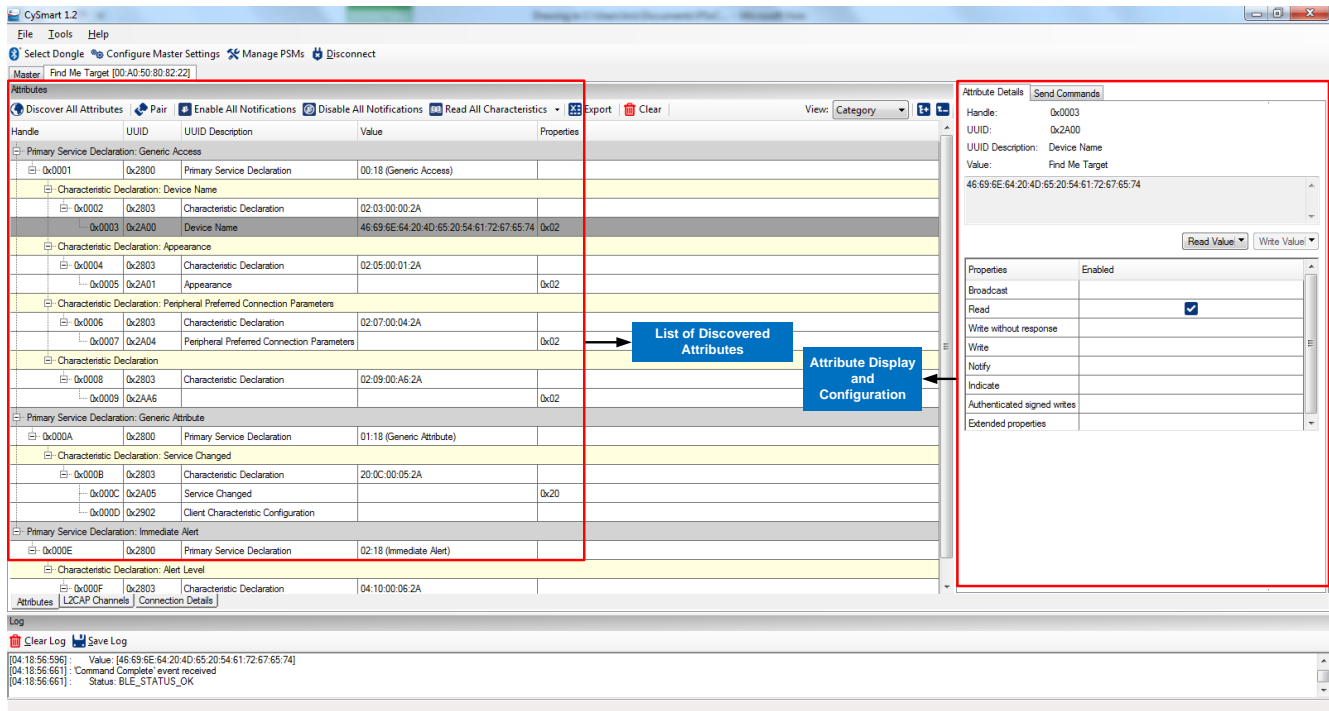 CySmart 1.2
File Tools Help
Select Dongle Configure Master Settings Manage PSMs Disconnect
Master Find Me Target [00:A0:50:80:82:22]
Attributes
Discover All Attributes Pair Enable All Notifications Disable All Notifications Read All Characteristics Export Clear View: Category
Handle UUID UUID Description Value Properties
Primary Service Declaration: Generic Access
0x0001 0x2800 Primary Service Declaration 00:18 (Generic Access)
Characteristic Declaration: Device Name
0x0002 0x2803 Characteristic Declaration 02:03:00:00:2A
0x0003 0x2A00 Device Name 46:69:6E:64:20:4D:65:20:54:61:72:67:65:74 0x02
Characteristic Declaration: Appearance
0x0004 0x2803 Characteristic Declaration 02:05:00:01:2A
0x0005 0x2A01 Appearance 0x02
Characteristic Declaration: Peripheral Preferred Connection Parameters
0x0006 0x2803 Characteristic Declaration 02:07:00:04:2A
0x0007 0x2A04 Peripheral Preferred Connection Parameters 0x02
Characteristic Declaration
0x0008 0x2803 Characteristic Declaration 02:09:00:A6:2A
0x0009 0x2AA6 0x02
Primary Service Declaration: Generic Attribute
0x000A 0x2800 Primary Service Declaration 01:18 (Generic Attribute)
Characteristic Declaration: Service Changed
0x000B 0x2803 Characteristic Declaration 20:0C:00:05:2A
0x000C 0x2A05 Service Changed 0x20
0x000D 0x2902 Client Characteristic Configuration
Primary Service Declaration: Immediate Alert
0x000E 0x2800 Primary Service Declaration 02:18 (Immediate Alert)
Characteristic Declaration: Alert Level
0x000F 0x2803 Characteristic Declaration 04:10:00:06:2A
Attributes L2CAP Channels Connection Details
List of Discovered
Attributes
Attribute Display
and
Configuration
Attribute Details Send Commands
Handle: 0x0003
UUID: 0x2A00
UUID Description: Device Name
Value: Find Me Target
46:69:6E:64:20:4D:65:20:54:61:72:67:65:74
Read Value Write Value
Properties Enabled
Broadcast
Read
Write without response
Write
Notify
Indicate
Authenticated signed writes
Extended properties
Log
Clear Log Save Log
[04:18:56:596] : Value: [46:69:6E:64:20:4D:65:20:54:61:72:67:65:74]
[04:18:56:661] : 'Command Complete' event received
[04:18:56:661] : Status: BLE_STATUS_OK